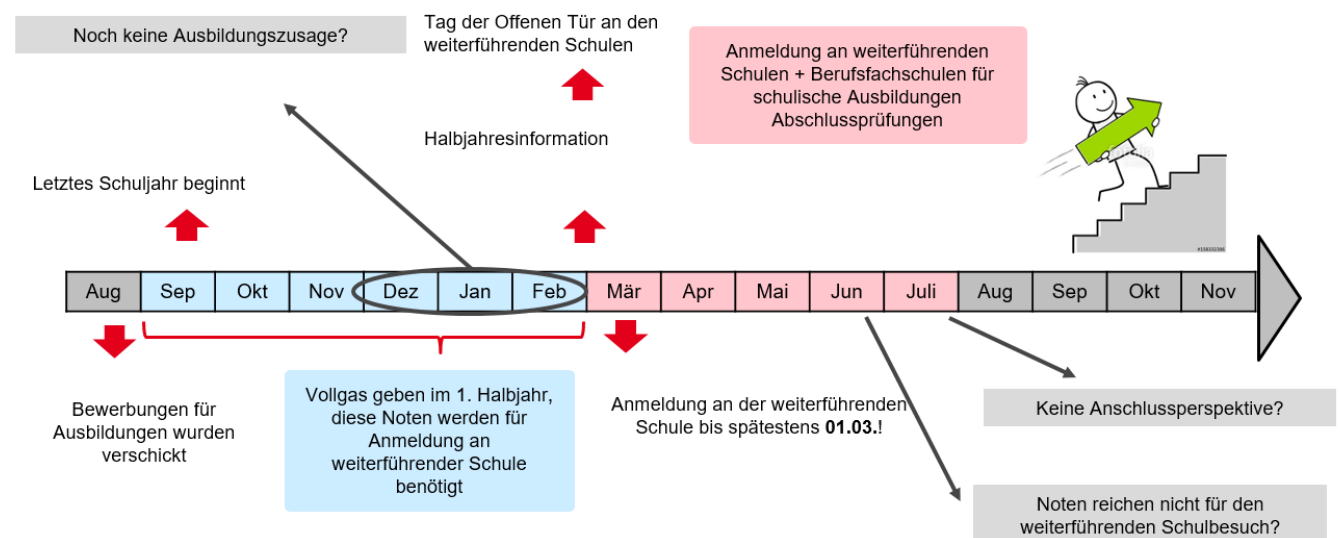 Noch keine Ausbildungszusage?
Tag der Offenen Tür an den
weiterführenden Schulen
Anmeldung an weiterführenden
Schulen + Berufsfachschulen für
schulische Ausbildungen
Abschlussprüfungen
Halbjahresinformation
Letztes Schuljahr beginnt
Aug Sep Okt Nov Dez Jan Feb Mär Apr Mai Jun Juli Aug Sep Okt Nov
Bewerbungen für
Ausbildungen wurden
verschickt
Vollgas geben im 1. Halbjahr,
diese Noten werden für
Anmeldung an
weiterführender Schule
benötigt
Anmeldung an der weiterführenden
Schule bis spätestens 01.03.!
Keine Anschlussperspektive?
Noten reichen nicht für den
weiterführenden Schulbesuch?